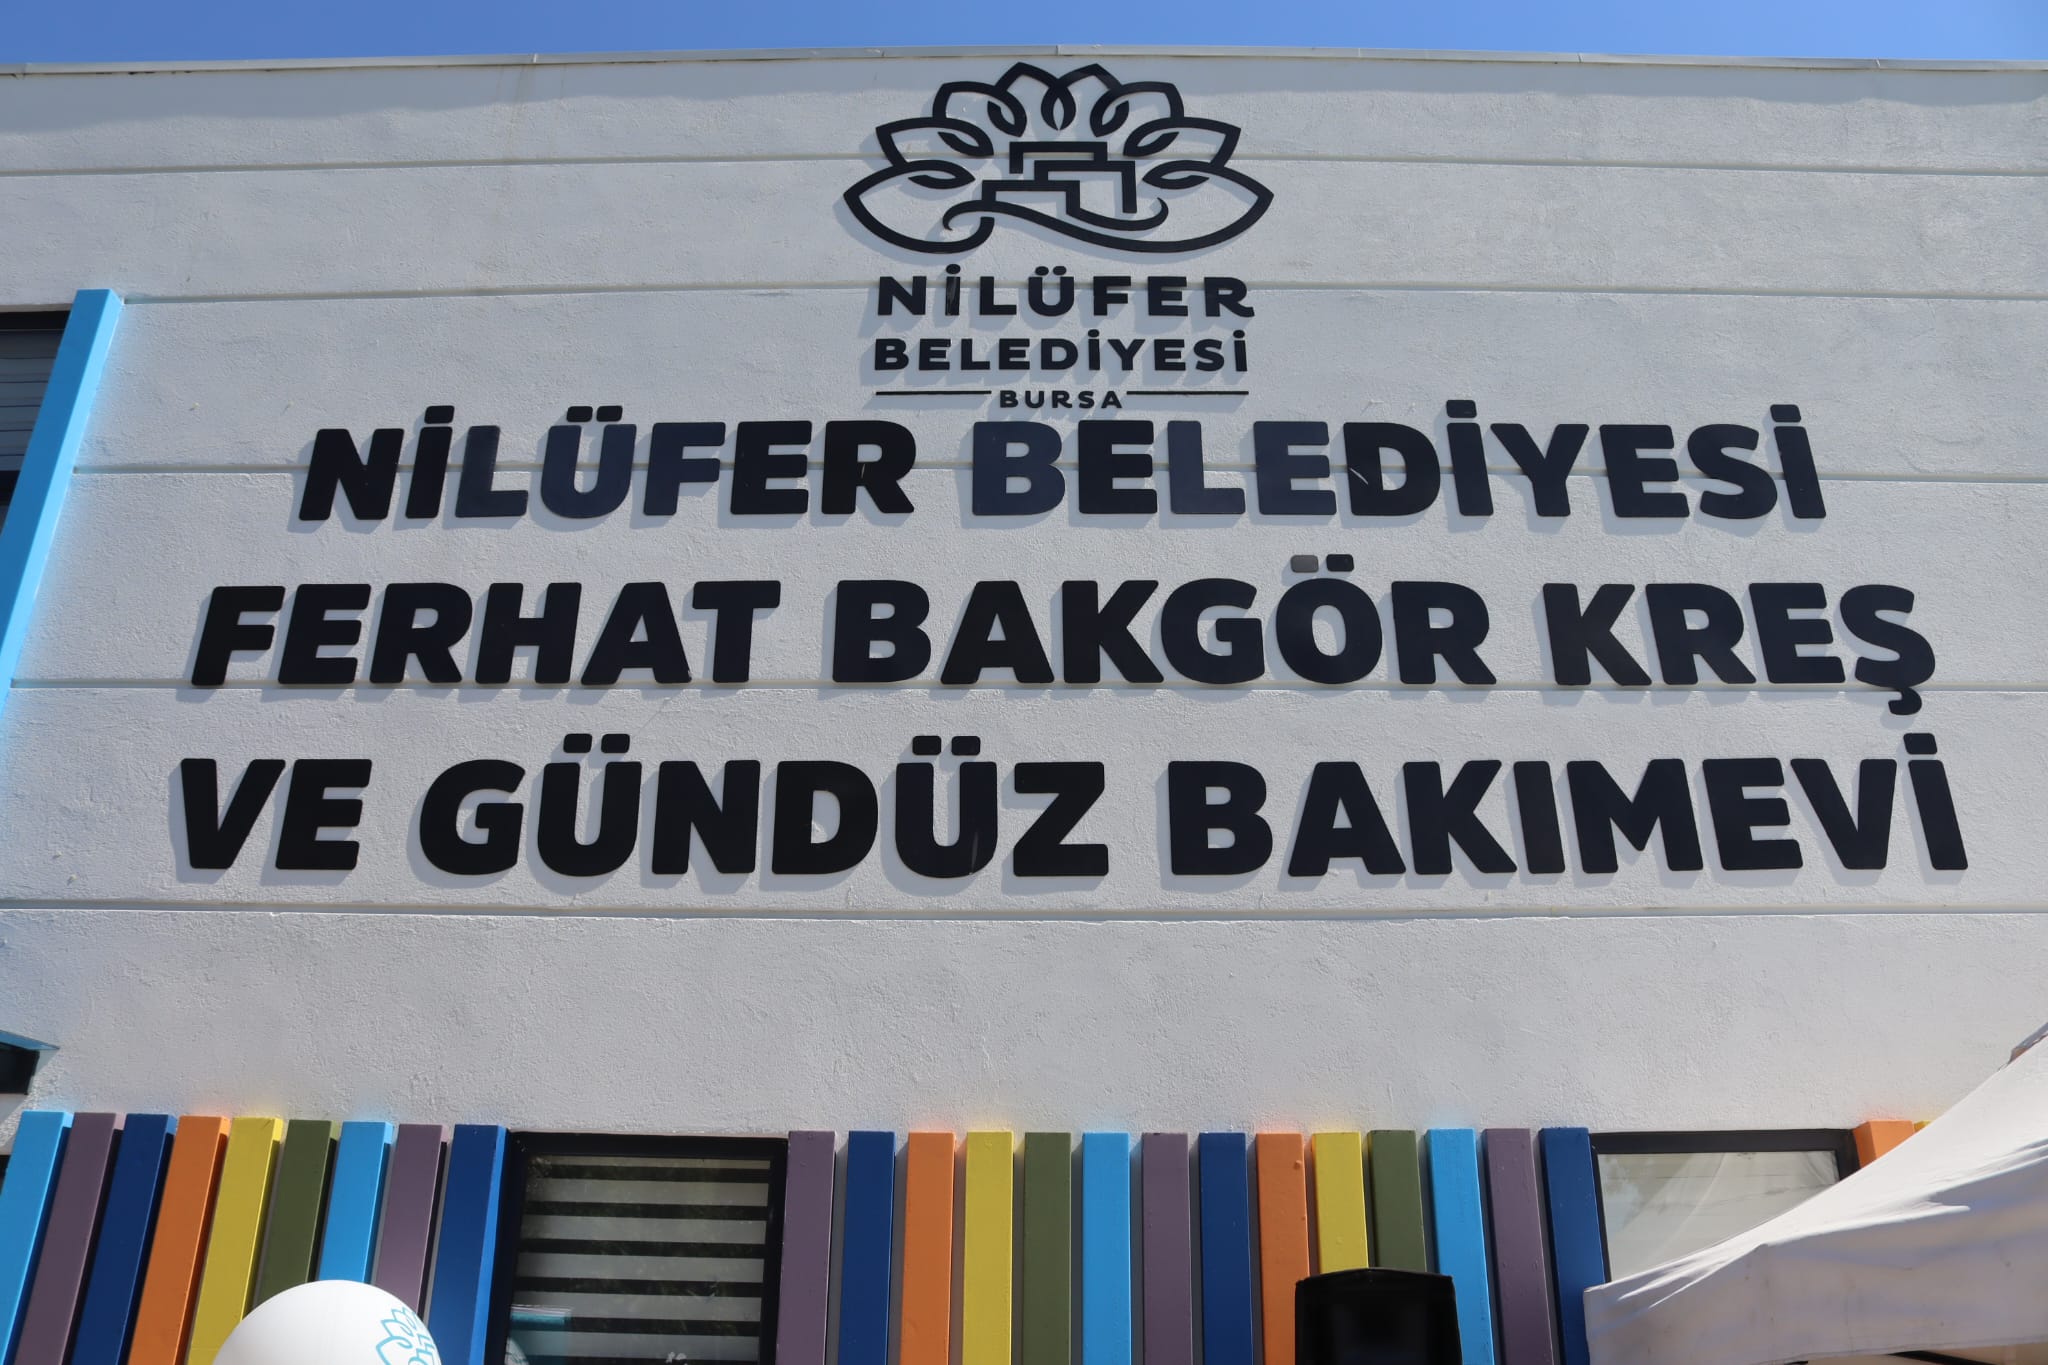 NİLÜFER
BELEDİYESİ
BURSA
NİLÜFER BELEDİYESİ
FERHAT BAKGÖR KREŞ
VE GÜNDÜZ BAKIMEVİ